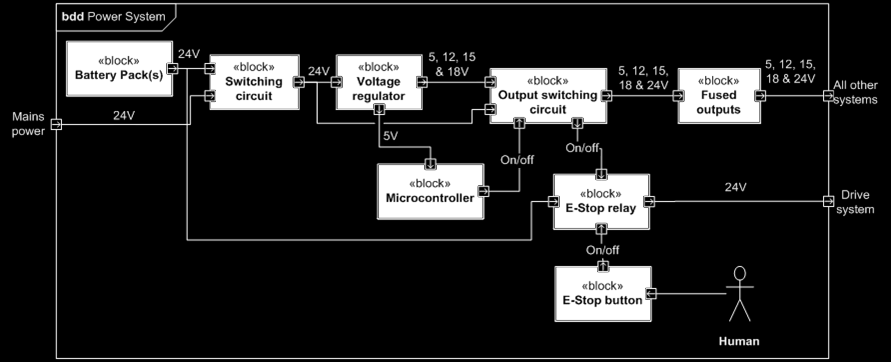 bdd Power System
«block»
Battery Pack(s)
24V
«block»
Switching
circuit
24V
«block»
Voltage
regulator
5, 12, 15
& 18V
«block»
Output switching
circuit
5, 12, 15,
18 & 24V
«block»
Fused
outputs
5, 12, 15,
18 & 24V
All other
systems
Mains
power
24V
5V
On/off
On/off
«block»
Microcontroller
«block»
E-Stop relay
24V
Drive
system
On/off
«block»
E-Stop button
Human